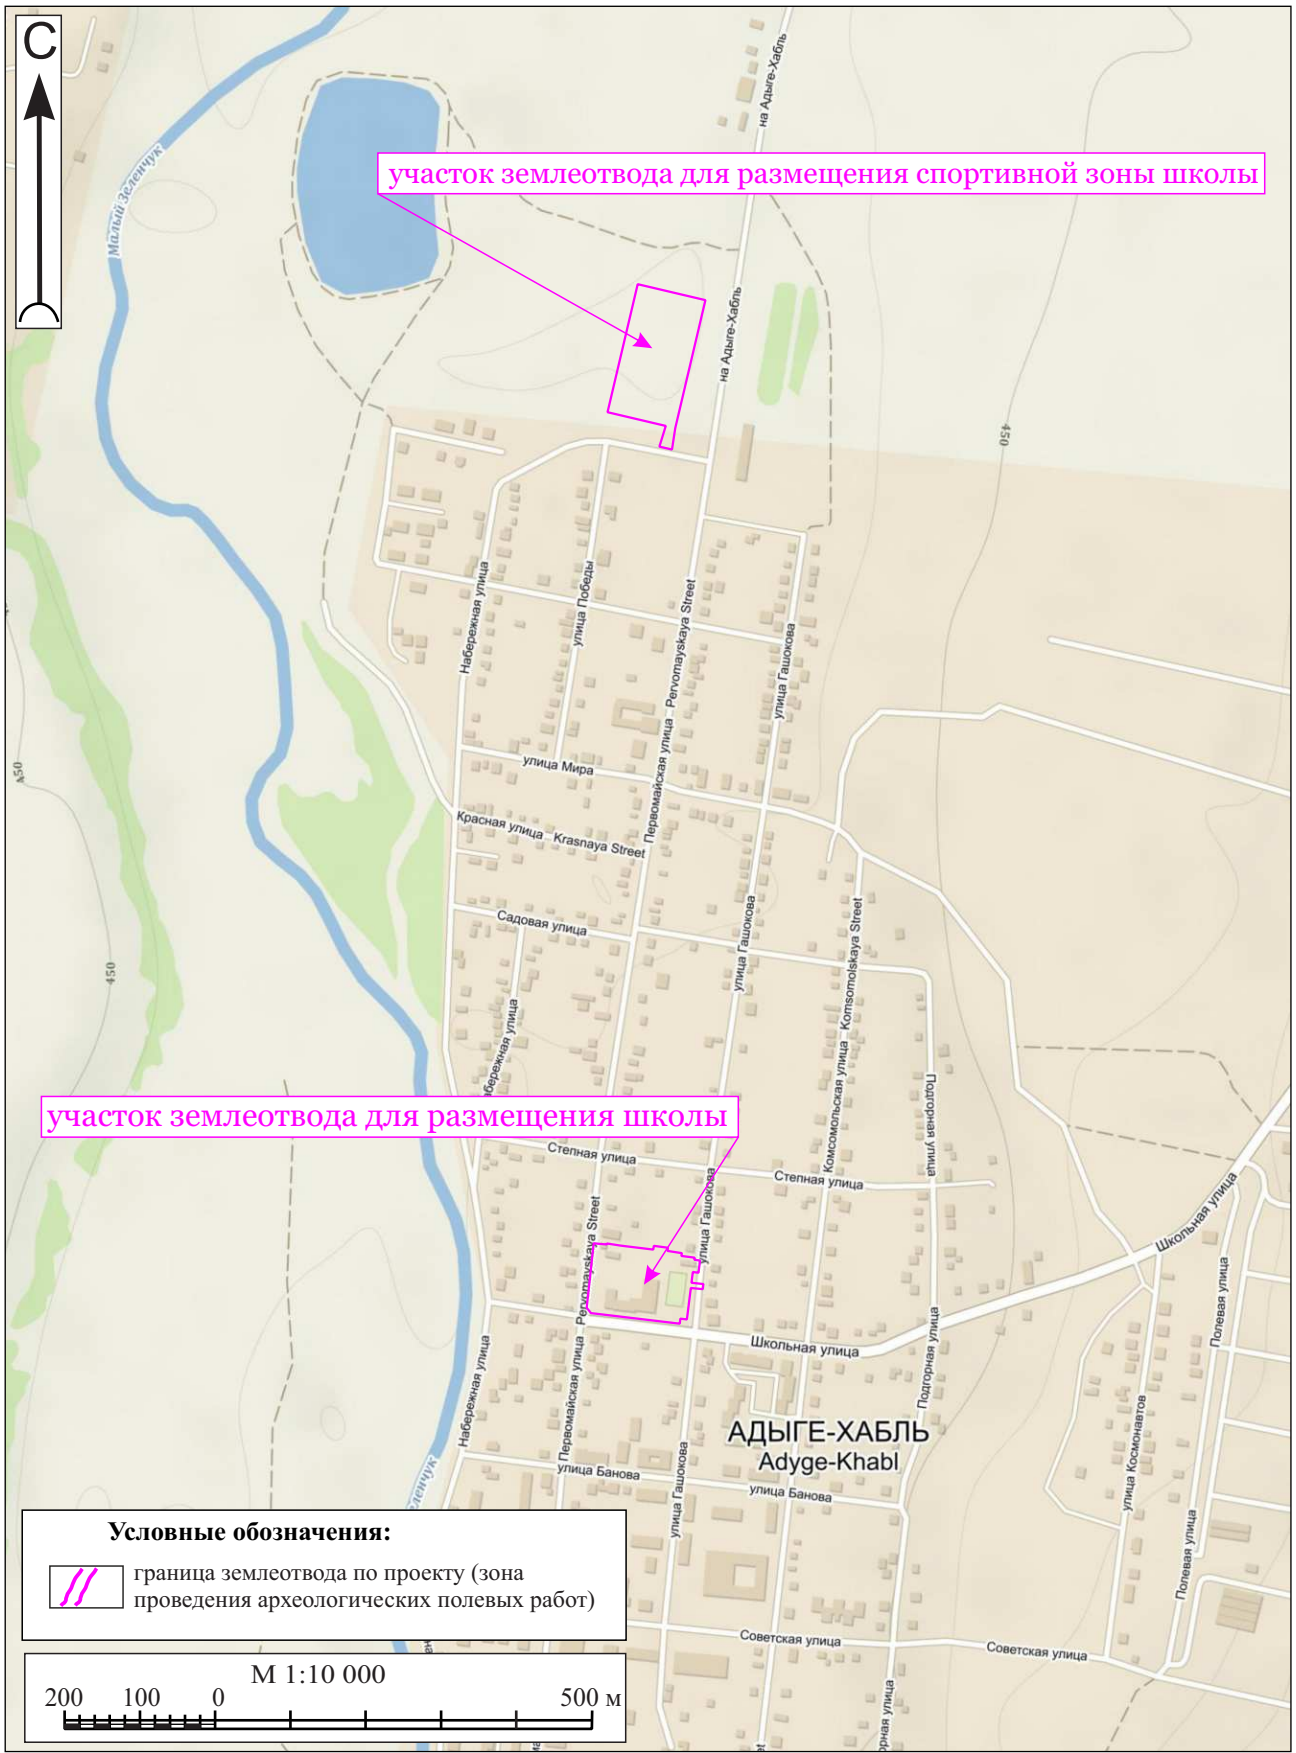 С
на Адыге-Хабль
Малый Зеленчук
участок землеотвода для размещения спортивной зоны школы
на Адыге-Хабль
450
Набережная улица
улица Победы
Первомайская улица - Pervomayskaya Street
улица Гашокова
улица Мира
450
Красная улица - Krasnaya Street
Садовая улица
улица Гашокова
Комсомольская улица - Komsomolskaya Street
450
Подгорная улица
участок землеотвода для размещения школы
Степная улица
Степная улица
улица Гашокова
Школьная улица
Первомайская улица - Pervomayskaya Street
Полевая улица
Набережная улица
Школьная улица
Подгорная улица
АДЫГЕ-ХАБЛЬ
Adyge-Khabl
улица Космонавтов
улица Банова
улица Банова
улица Гашокова
Полевая улица
Советская улица
Советская улица
Условные обозначения:
граница землеотвода по проекту (зона
проведения археологических полевых работ)
М 1:10 000
200 100 0 500 м